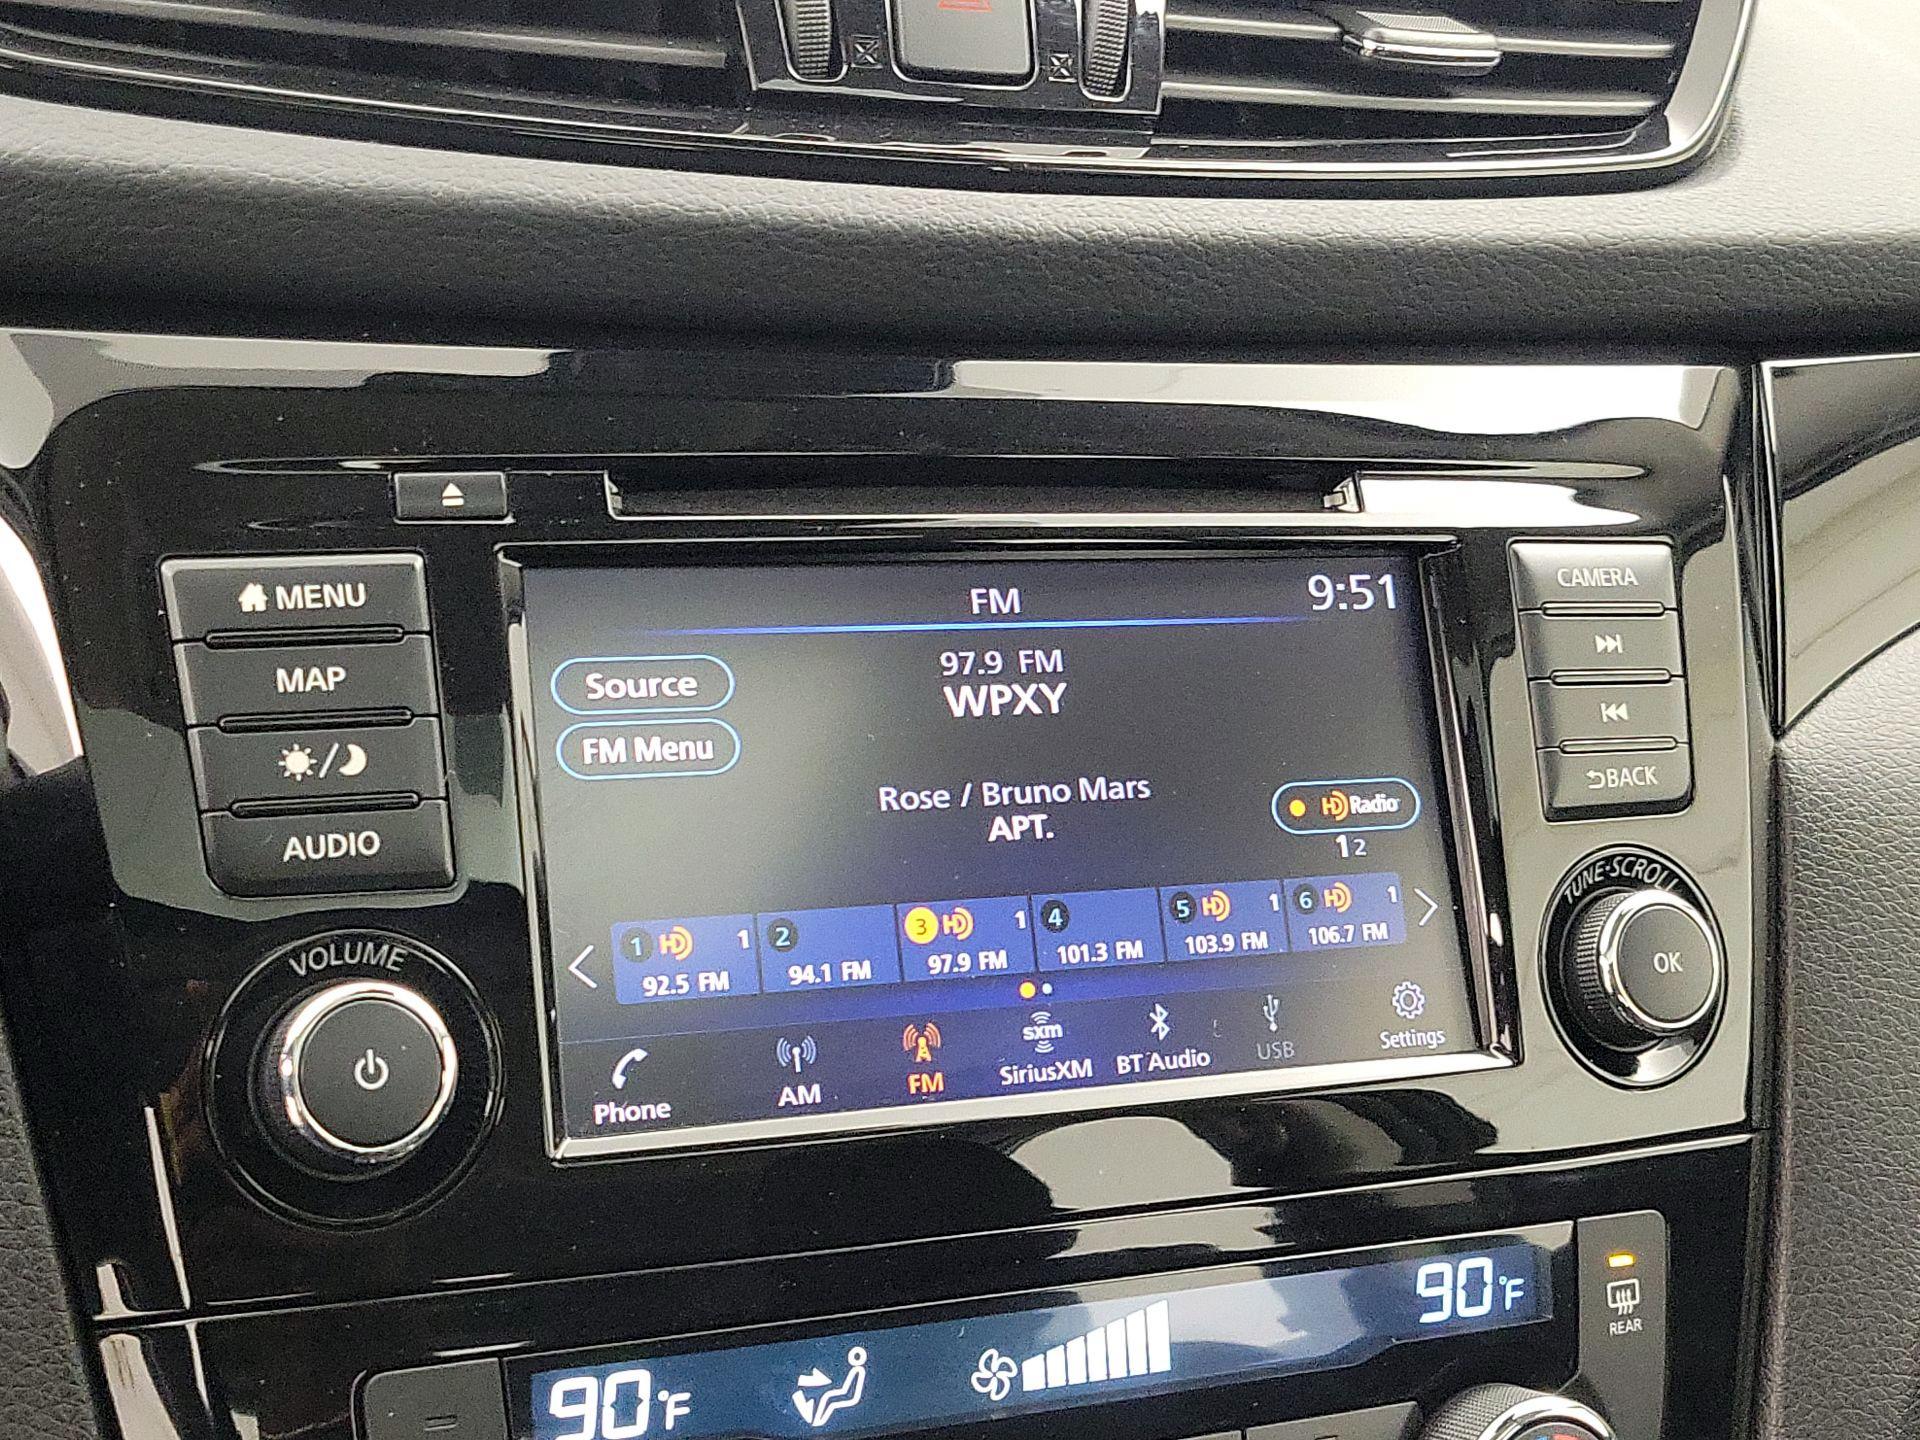 MENU
MAP
AUDIO
VOLUME
FM
9:51
Source
FM Menu
97.9 FM
WPXY
Rose / Bruno Mars
APT.
HD Radio
1 2
1 HD 1
92.5 FM
2
94.1 FM
3 HD 1
97.9 FM
4
101.3 FM
5 HD 1
103.9 FM
6 HD 1
106.7 FM
Phone
AM
FM
sxm
SiriusXM
BT Audio
USB
Settings
CAMERA
BACK
TUNE·SCROLL
OK
90°F
90°F
REAR